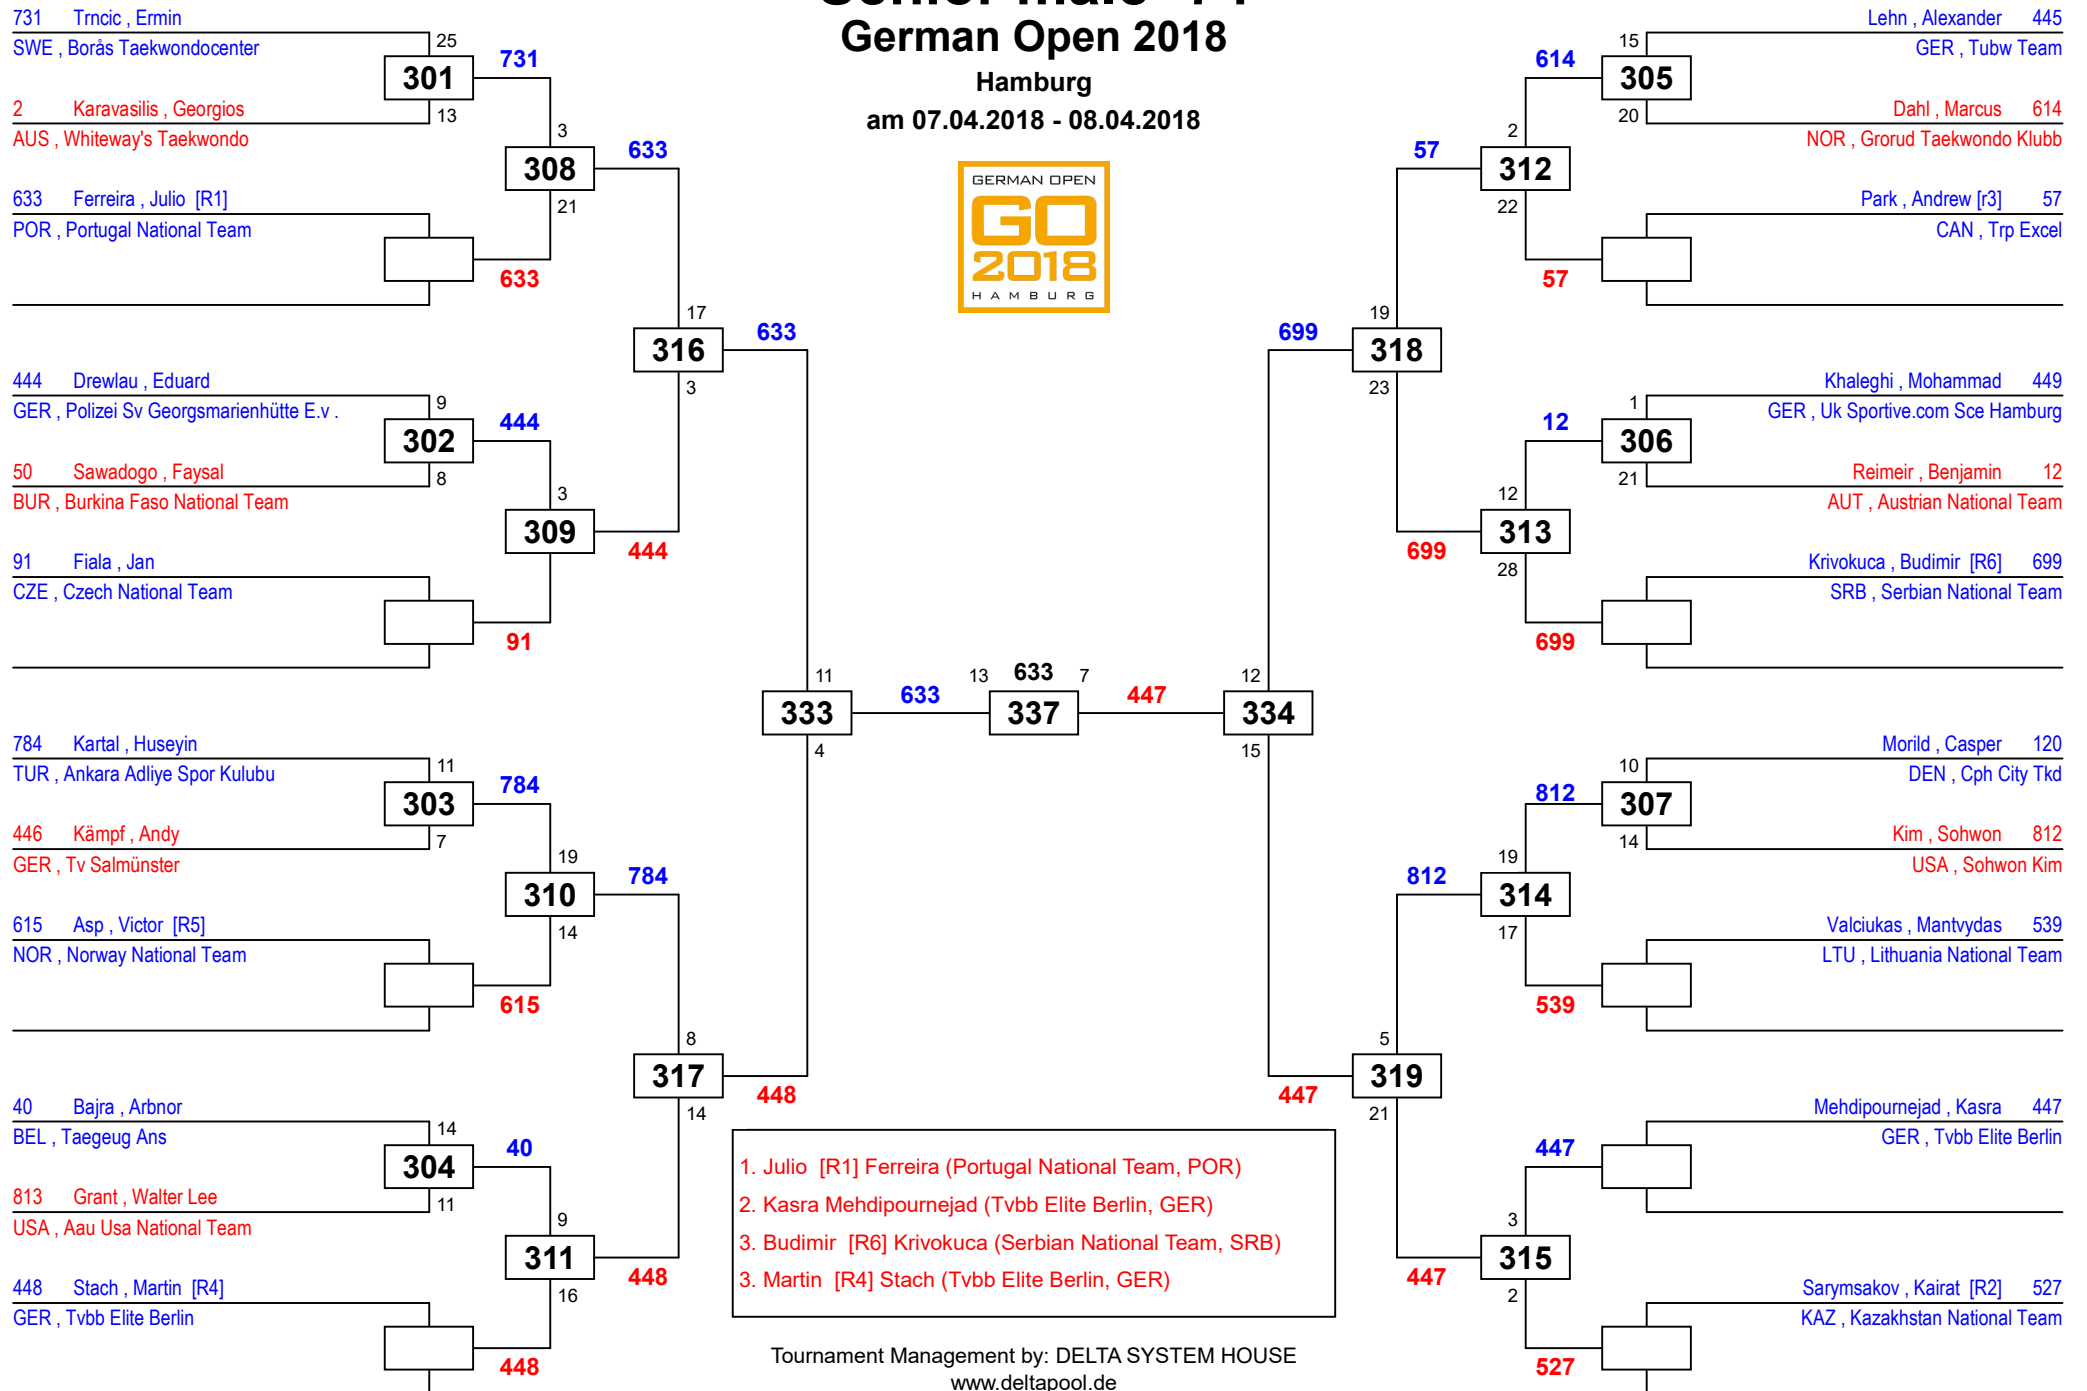 German Open 2018
Hamburg
am 07.04.2018 - 08.04.2018
GERMAN OPEN
GO
2018
HAMBURG
731 Trncic , Ermin
SWE , Borås Taekwondocenter
25
301
731
2 Karavasilis , Georgios
13
AUS , Whiteway's Taekwondo
3
308
633
21
633 Ferreira , Julio [R1]
POR , Portugal National Team
633
17
316
633
3
444 Drewlau , Eduard
GER , Polizei Sv Georgsmarienhütte E.v .
9
302
444
50 Sawadogo , Faysal
8
BUR , Burkina Faso National Team
3
309
444
91 Fiala , Jan
CZE , Czech National Team
91
11
333
633
4
784 Kartal , Huseyin
TUR , Ankara Adliye Spor Kulubu
11
303
784
446 Kämpf , Andy
7
GER , Tv Salmünster
19
310
784
14
615 Asp , Victor [R5]
NOR , Norway National Team
615
8
317
448
14
40 Bajra , Arbnor
BEL , Taegeug Ans
14
304
40
813 Grant , Walter Lee
11
USA , Aau Usa National Team
9
311
448
16
448 Stach , Martin [R4]
GER , Tvbb Elite Berlin
448
13 633 7
337
447
Lehn , Alexander 445
GER , Tubw Team
15
305
614
20
Dahl , Marcus 614
NOR , Grorud Taekwondo Klubb
2
312
57
22
Park , Andrew [r3] 57
CAN , Trp Excel
57
19
318
699
23
Khaleghi , Mohammad 449
GER , Uk Sportive.com Sce Hamburg
1
306
12
21
Reimeir , Benjamin 12
AUT , Austrian National Team
12
313
699
28
Krivokuca , Budimir [R6] 699
SRB , Serbian National Team
699
12
334
15
Morild , Casper 120
DEN , Cph City Tkd
10
307
812
14
Kim , Sohwon 812
USA , Sohwon Kim
19
314
812
17
Valciukas , Mantvydas 539
LTU , Lithuania National Team
539
5
319
447
21
Mehdipournejad , Kasra 447
GER , Tvbb Elite Berlin
447
3
315
447
2
Sarymsakov , Kairat [R2] 527
KAZ , Kazakhstan National Team
527
1. Julio [R1] Ferreira (Portugal National Team, POR)
2. Kasra Mehdipournejad (Tvbb Elite Berlin, GER)
3. Budimir [R6] Krivokuca (Serbian National Team, SRB)
3. Martin [R4] Stach (Tvbb Elite Berlin, GER)
Tournament Management by: DELTA SYSTEM HOUSE
www.deltapool.de